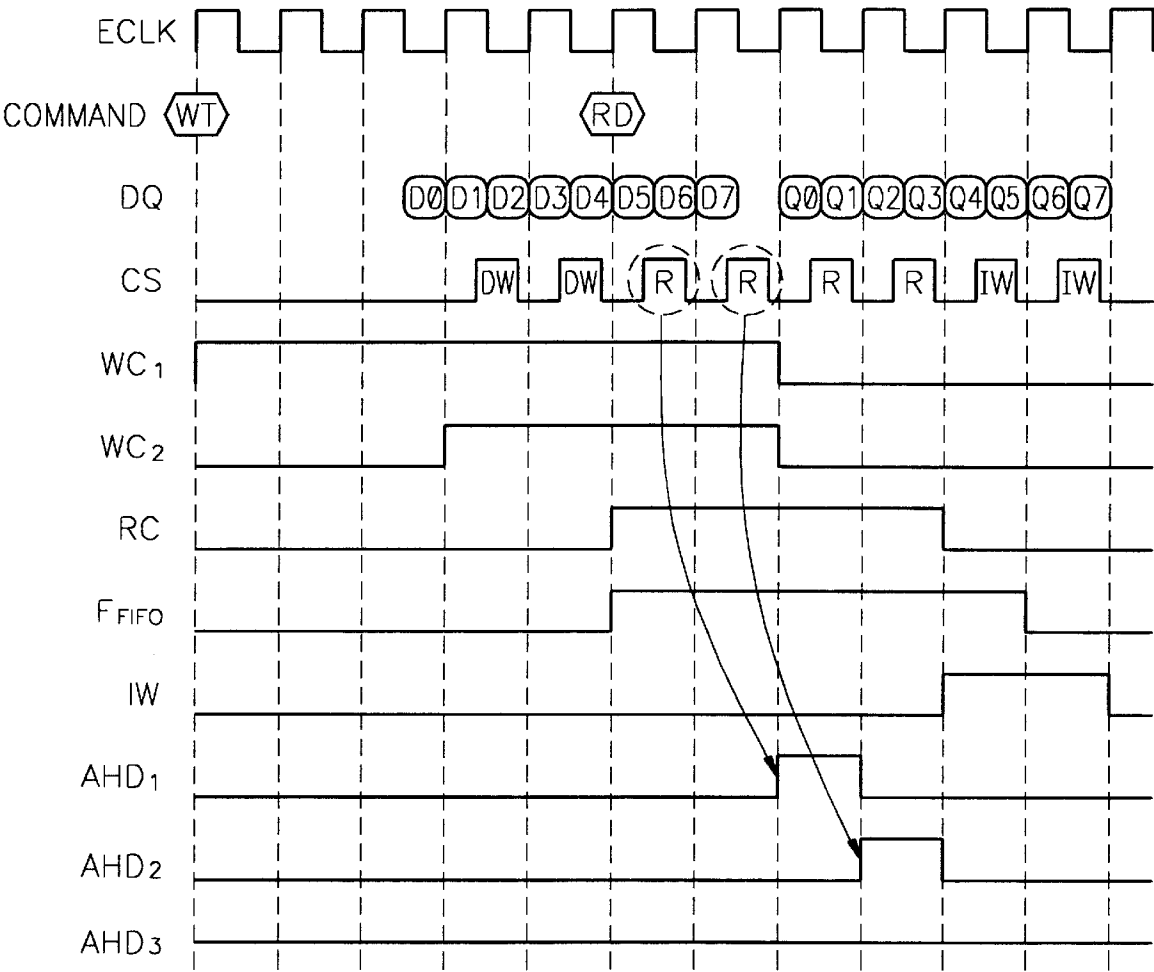 ECLK
COMMAND WT RD
DQ D0 D1 D2 D3 D4 D5 D6 D7 Q0 Q1 Q2 Q3 Q4 Q5 Q6 Q7
CS DW DW R R R R IW IW
WC1
WC2
RC
FFIFO
IW
AHD1
AHD2
AHD3